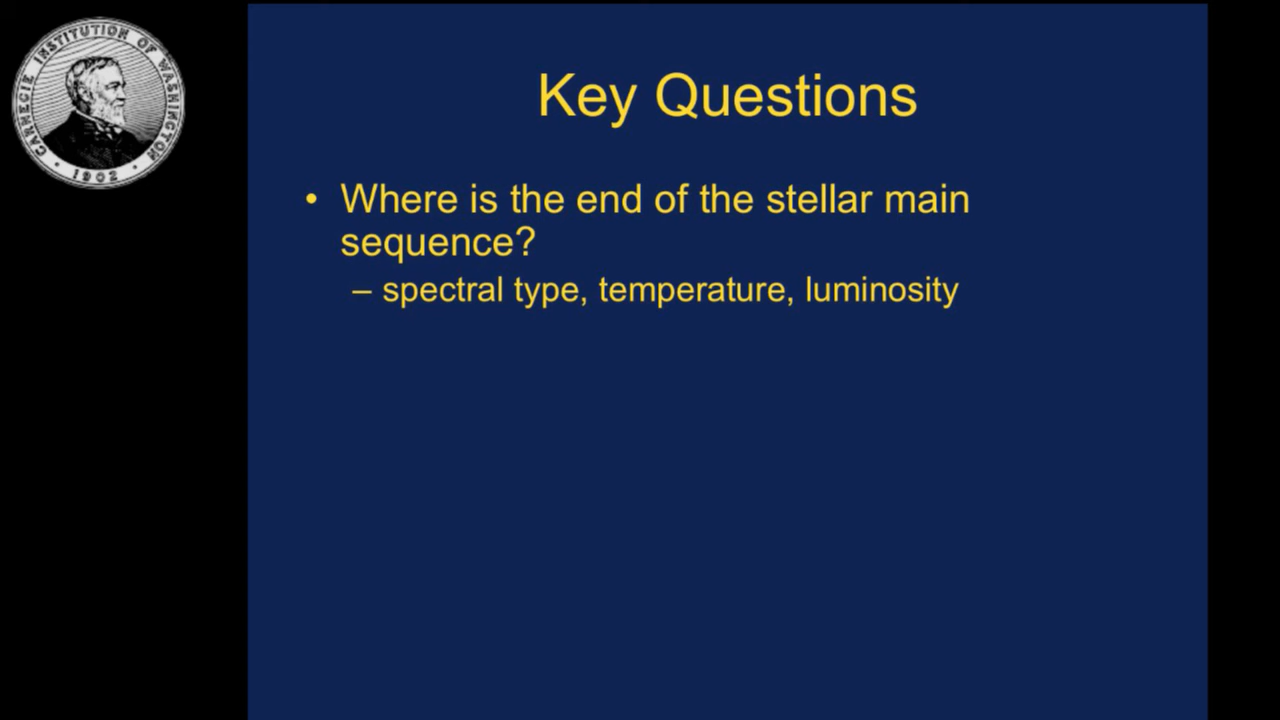 CARNEGIE INSTITUTION OF WASHINGTON
1902
Key Questions
• Where is the end of the stellar main
sequence?
– spectral type, temperature, luminosity